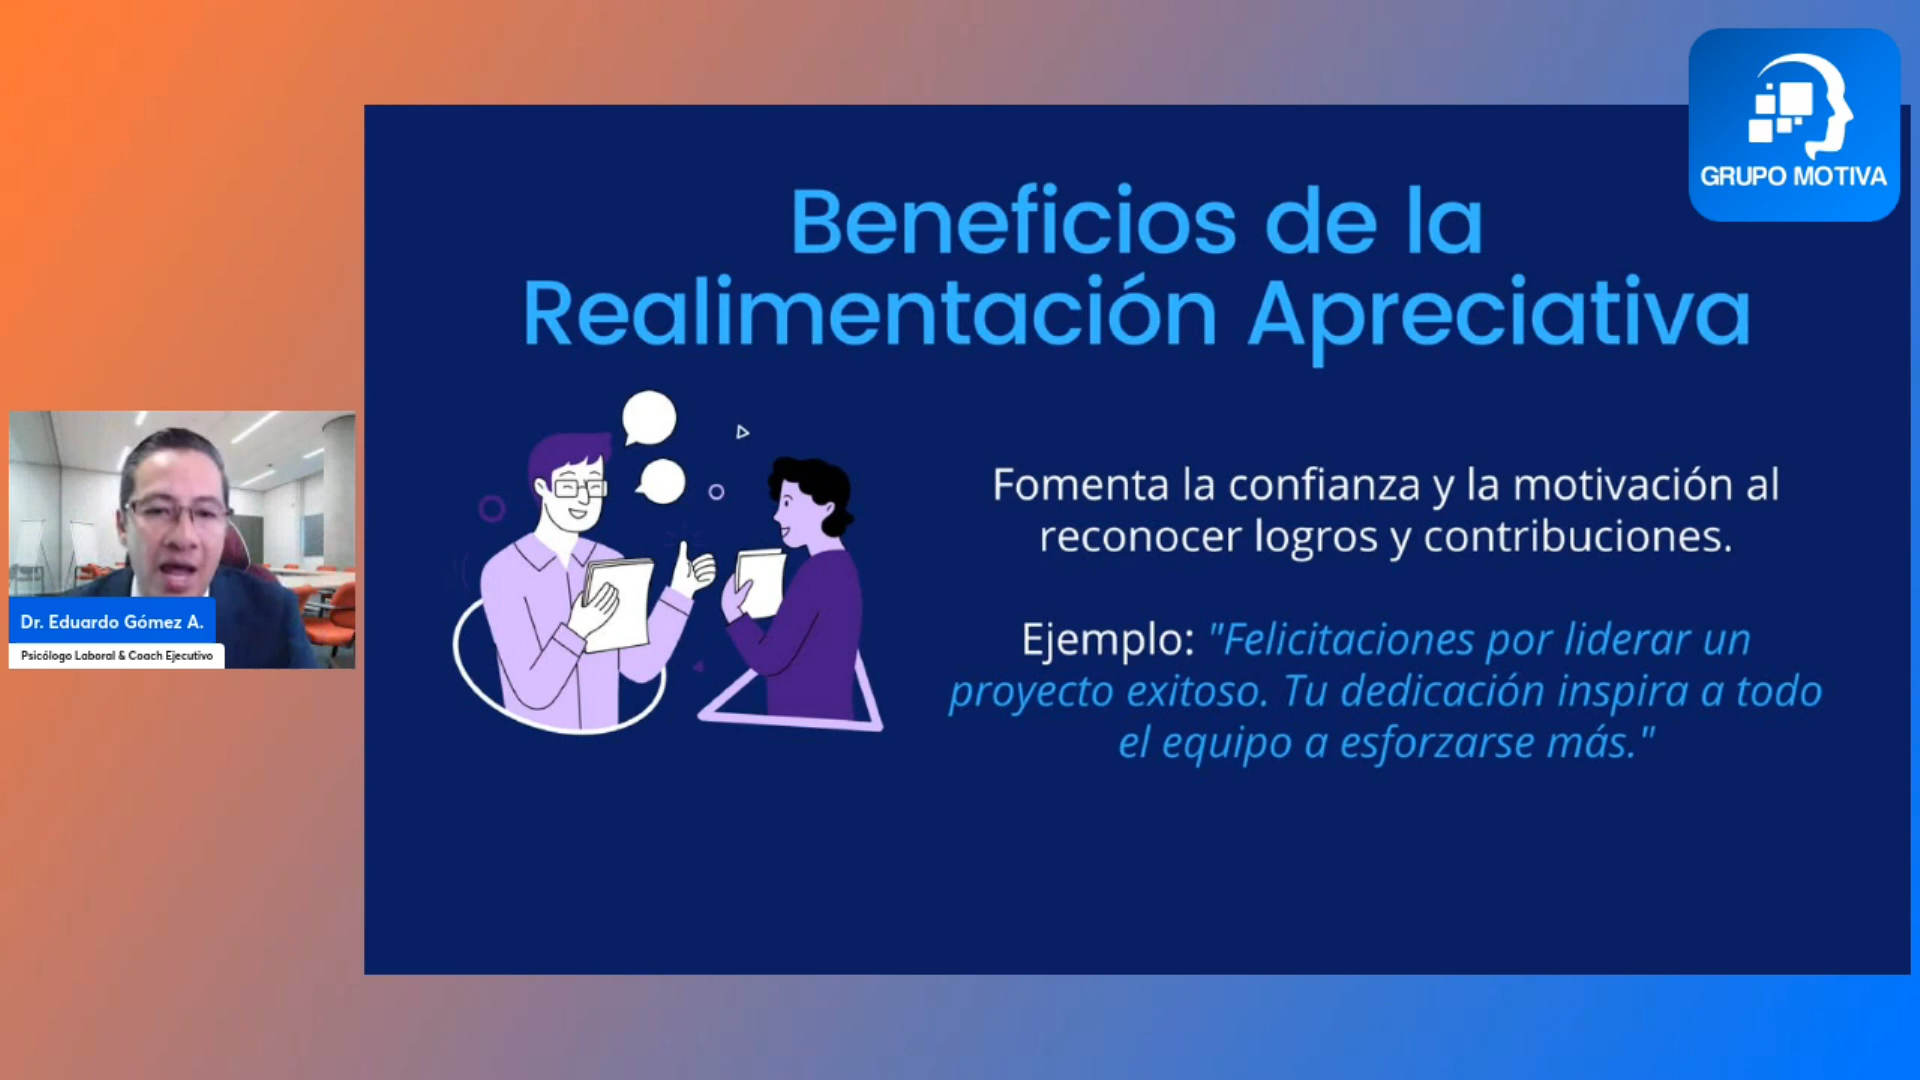 GRUPO MOTIVA
Beneficios de la
Realimentación Apreciativa
Fomenta la confianza y la motivación al
reconocer logros y contribuciones.
Ejemplo: "Felicitaciones por liderar un
proyecto exitoso. Tu dedicación inspira a todo
el equipo a esforzarse más."
Dr. Eduardo Gómez A.
Psicólogo Laboral & Coach Ejecutivo